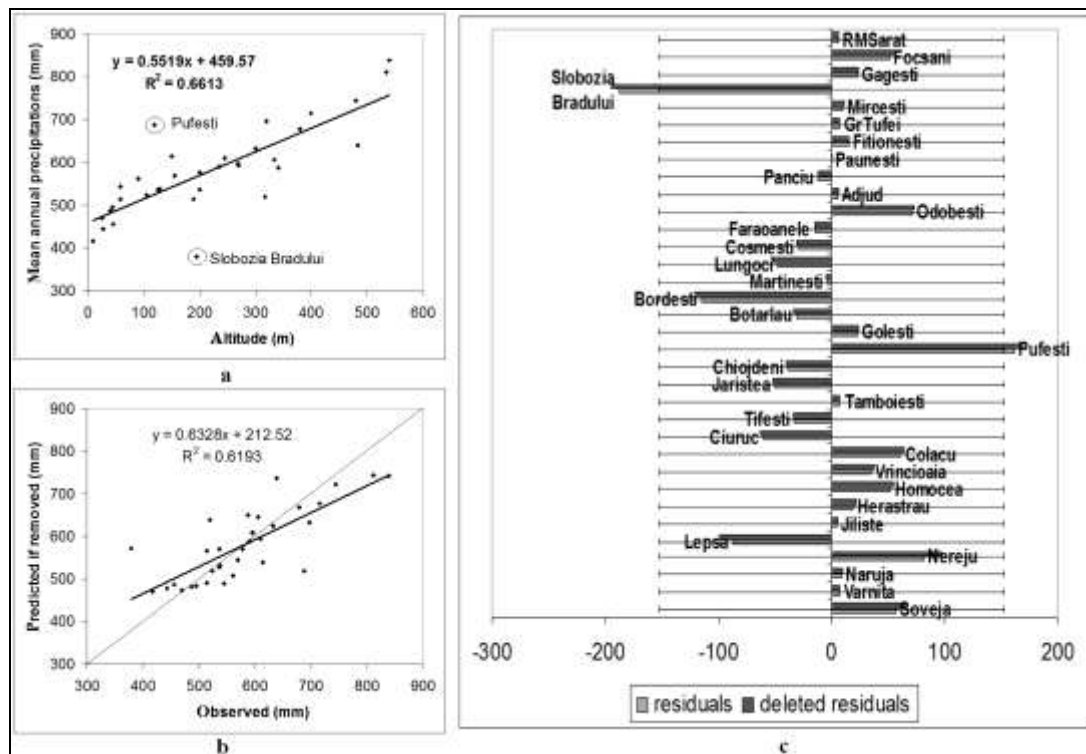 900
800
700
600
500
400
300
Mean annual precipitations (mm)
y = 0.5519x + 459.57
R² = 0.6613
Pufesti
Slobozia Bradului
0 100 200 300 400 500 600
Altitude (m)
a
900
800
700
600
500
400
300
Predicted if removed (mm)
y = 0.6328x + 212.52
R² = 0.6193
300 400 500 600 700 800 900
Observed (mm)
b
RMSarat
Focsani
Gagesti
Slobozia
Bradului
Mircesti
GrTufei
Fitionesti
Paunesti
Panciu
Adjud
Odobesti
Faraoanele
Cosmesti
Lungoci
Martinesti
Bordesti
Botarlau
Golesti
Pufesti
Chiojdeni
Jaristea
Tamboiesti
Tifesti
Ciuruc
Colacu
Vrincioaia
Homocea
Herastrau
Jiliste
Lepsa
Nereju
Naruja
Varnita
Soveja
-300 -200 -100 0 100 200
residuals deleted residuals
c